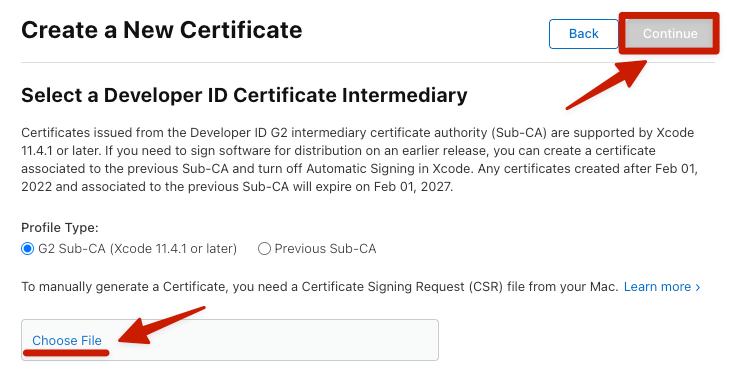 Create a New Certificate
Back
Continue
Select a Developer ID Certificate Intermediary
Certificates issued from the Developer ID G2 intermediary certificate authority (Sub-CA) are supported by Xcode
11.4.1 or later. If you need to sign software for distribution on an earlier release, you can create a certificate
associated to the previous Sub-CA and turn off Automatic Signing in Xcode. Any certificates created after Feb 01,
2022 and associated to the previous Sub-CA will expire on Feb 01, 2027.
Profile Type:
G2 Sub-CA (Xcode 11.4.1 or later)
Previous Sub-CA
To manually generate a Certificate, you need a Certificate Signing Request (CSR) file from your Mac. Learn more >
Choose File